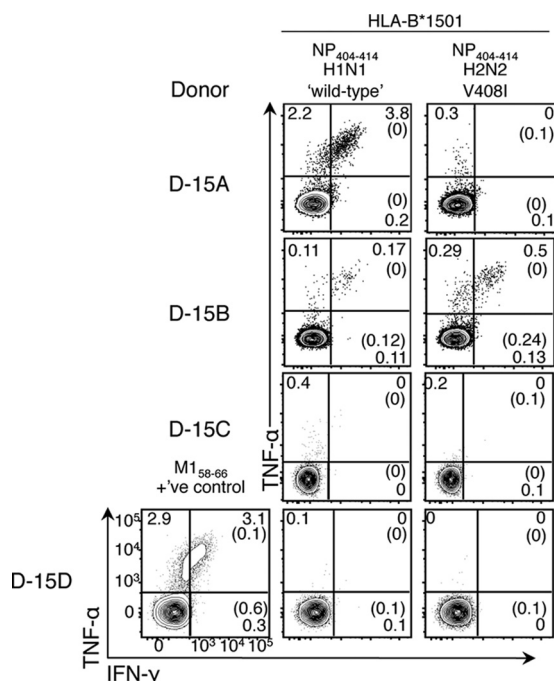 HLA-B*1501
NP404-414 NP404-414
H1N1 H2N2
Donor 'wild-type' V408I
2.2 3.8 0.3 0
(0) (0.1)
D-15A
(0) (0)
0.2 0.1
0.11 0.17 0.29 0.5
(0) (0)
D-15B
(0.12) (0.24)
0.11 0.13
0.4 0 0.2 0
(0) (0.1)
D-15C
TNF-α
M158-66 (0) (0)
+'ve control 0 0.1
10⁵ 2.9 3.1 0.1 0 0 0
10⁴ (0.1) (0) (0)
D-15D
10³
0 (0.6) (0.1) (0.1)
0.3 0.1 0
TNF-α
0 10³ 10⁴ 10⁵
IFN-γ